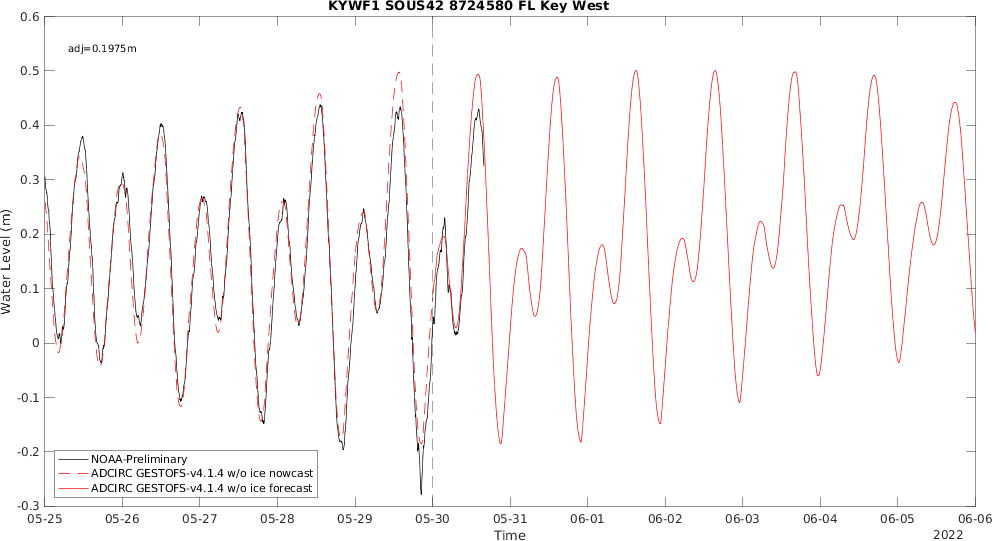 KYWF1 SOUS42 8724580 FL Key West
0.6
adj=0.1975m
0.5
0.4
0.3
0.2
0.1
0
-0.1
-0.2
-0.3
Water Level (m)
NOAA-Preliminary
ADCIRC GESTOFS-v4.1.4 w/o ice nowcast
ADCIRC GESTOFS-v4.1.4 w/o ice forecast
05-25 05-26 05-27 05-28 05-29 05-30 05-31 06-01 06-02 06-03 06-04 06-05 06-06
Time
2022